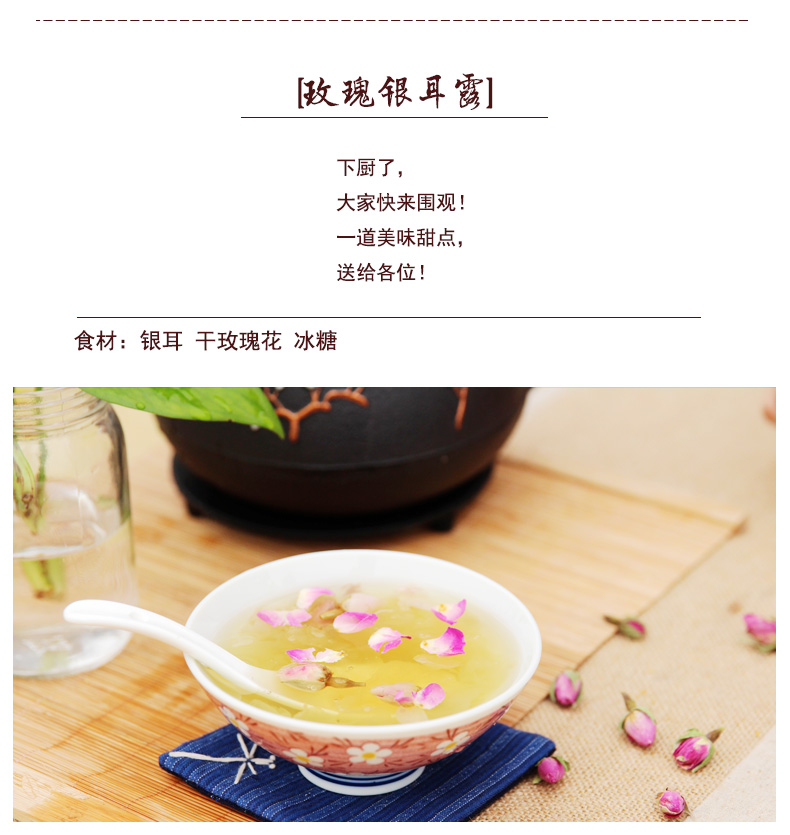 [玫瑰银耳露]
下厨了，
大家快来围观！
一道美味甜点，
送给各位！
食材：银耳 干玫瑰花 冰糖